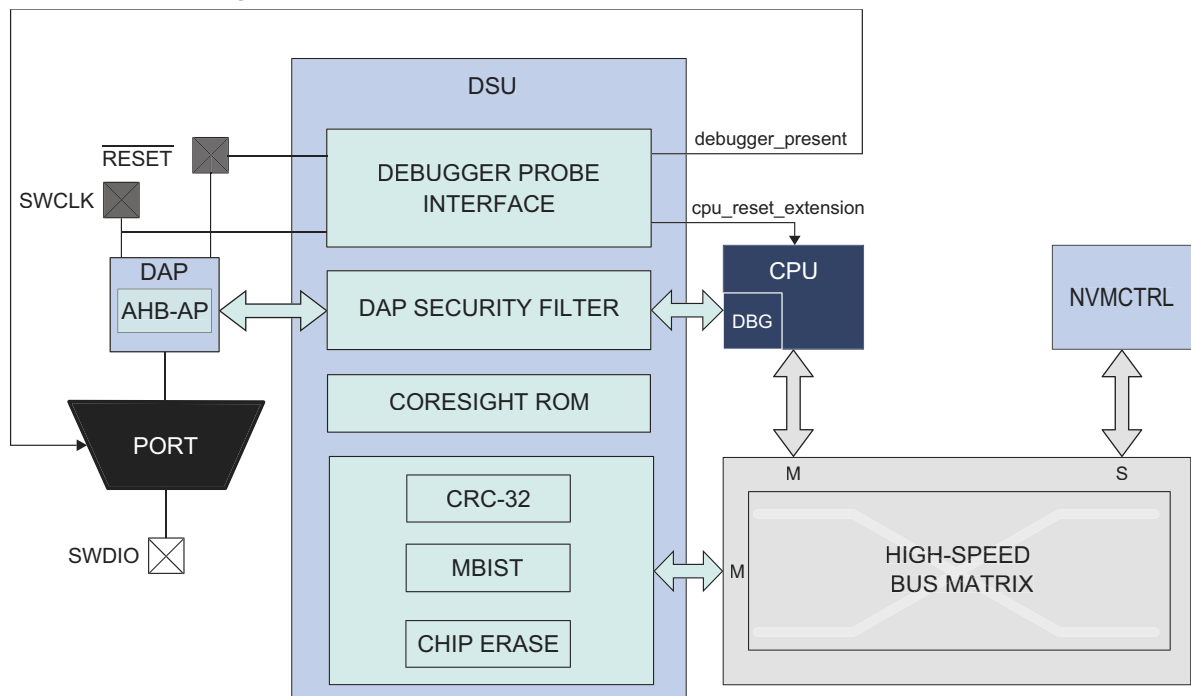 DSU
debugger_present
RESET
DEBUGGER PROBE
INTERFACE
SWCLK
cpu_reset_extension
DAP
CPU
AHB-AP
DAP SECURITY FILTER
DBG
NVMCTRL
CORESIGHT ROM
PORT
M
S
CRC-32
SWDIO
MBIST
M
HIGH-SPEED
BUS MATRIX
CHIP ERASE